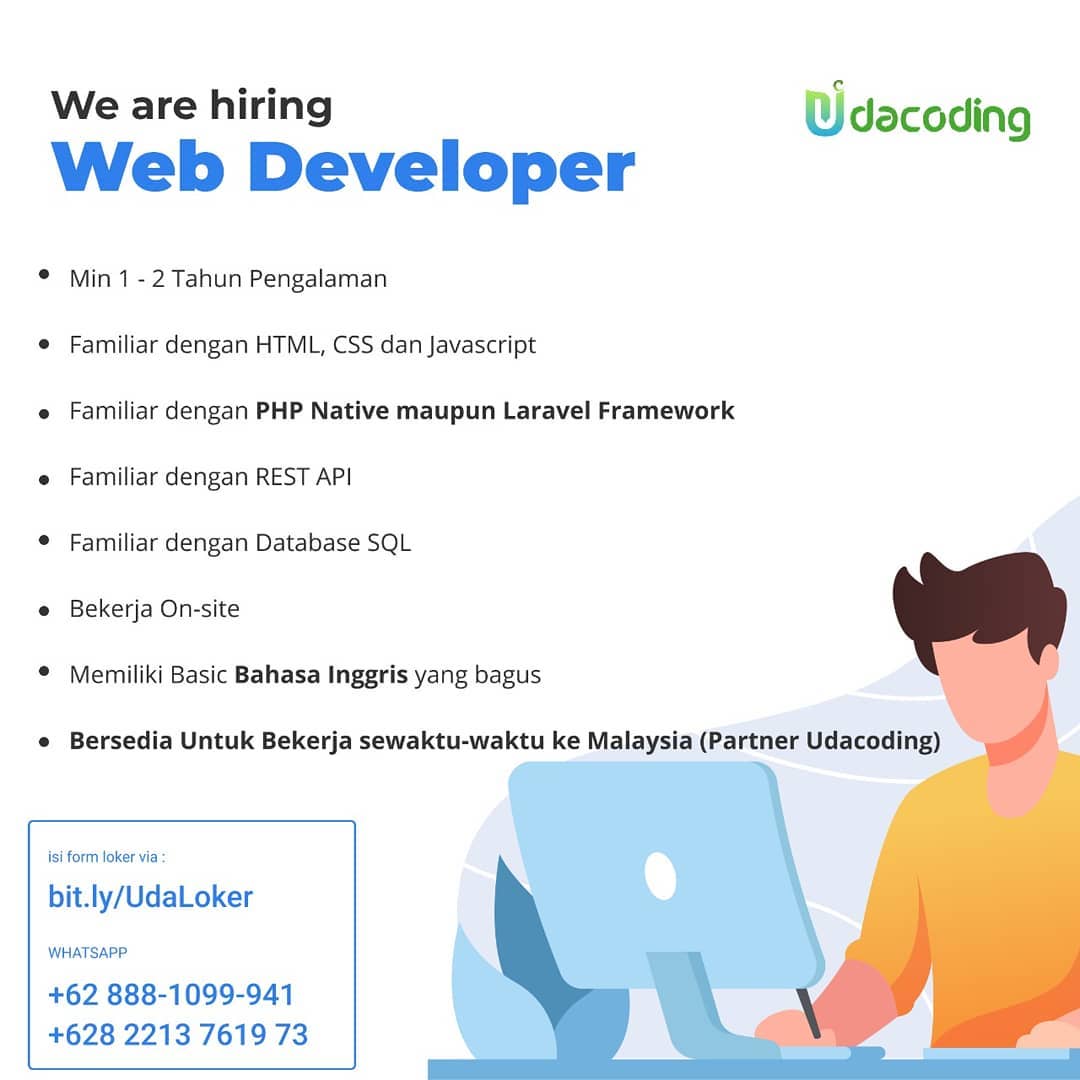 We are hiring
Udacoding
Web Developer
• Min 1 - 2 Tahun Pengalaman
• Familiar dengan HTML, CSS dan Javascript
• Familiar dengan PHP Native maupun Laravel Framework
• Familiar dengan REST API
• Familiar dengan Database SQL
• Bekerja On-site
• Memiliki Basic Bahasa Inggris yang bagus
• Bersedia Untuk Bekerja sewaktu-waktu ke Malaysia (Partner Udacoding)
isi form loker via :
bit.ly/UdaLoker
WHATSAPP
+62 888-1099-941
+628 2213 7619 73